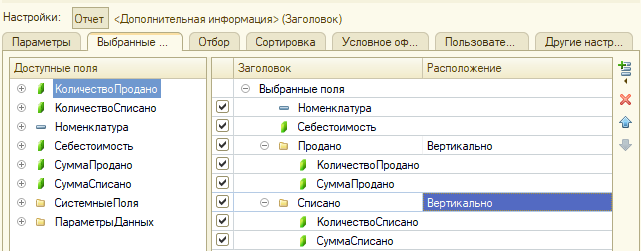 Настройки: Отчет <Дополнительная информация> (Заголовок)
Параметры Выбранные ... Отбор Сортировка Условное оф... Пользовате... Другие настр...
Доступные поля
КоличествоПродано
КоличествоСписано
Номенклатура
Себестоимость
СуммаПродано
СуммаСписано
СистемныеПоля
ПараметрыДанных
Заголовок Расположение
Выбранные поля
Номенклатура
Себестоимость
Продано Вертикально
КоличествоПродано
СуммаПродано
Списано Вертикально
КоличествоСписано
СуммаСписано